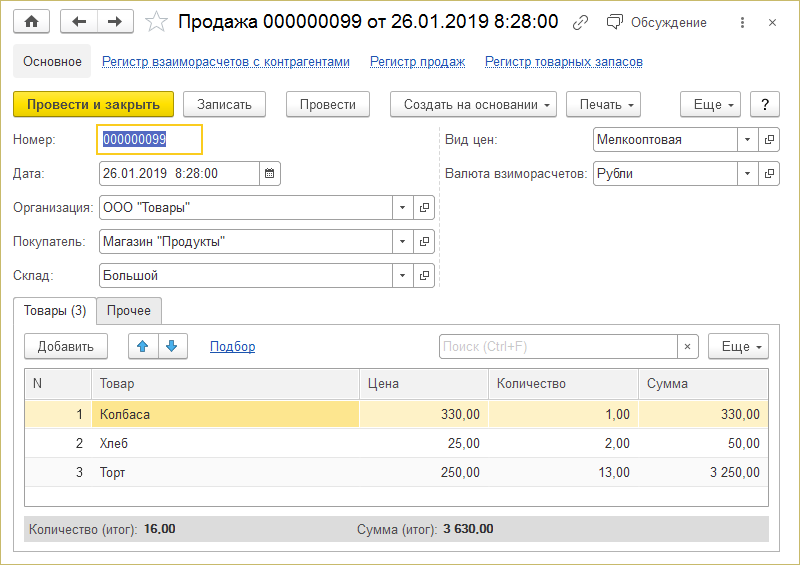 Продажа 000000099 от 26.01.2019 8:28:00 Обсуждение
Основное Регистр взаиморасчетов с контрагентами Регистр продаж Регистр товарных запасов
Провести и закрыть Записать Провести Создать на основании Печать Еще ?
Номер: 000000099 Вид цен: Мелкооптовая
Дата: 26.01.2019 8:28:00 Валюта взиморасчетов: Рубли
Организация: ООО "Товары"
Покупатель: Магазин "Продукты"
Склад: Большой
Товары (3) Прочее
Добавить Подбор Поиск (Ctrl+F) × Еще
N Товар Цена Количество Сумма
1 Колбаса 330,00 1,00 330,00
2 Хлеб 25,00 2,00 50,00
3 Торт 250,00 13,00 3 250,00
Количество (итог): 16,00 Сумма (итог): 3 630,00